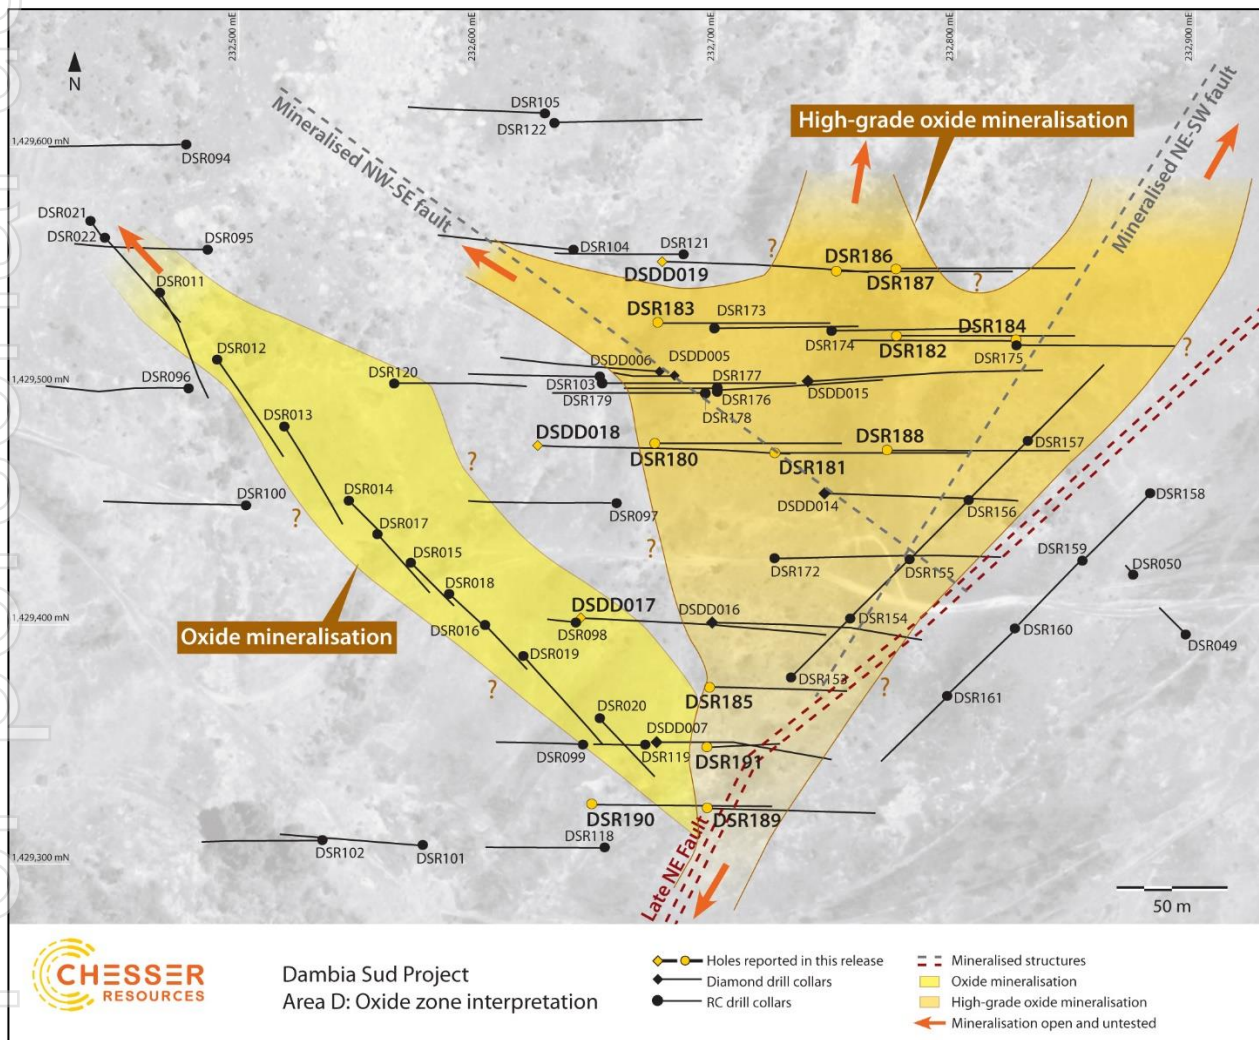 232,500 mE
232,600 mE
232,700 mE
232,800 mE
232,900 mE
N
DSR105
DSR122
Mineralised NW-SE fault
High-grade oxide mineralisation
Mineralised NE-SW fault
1,429,600 mN
DSR094
DSR021
DSR022
DSR095
DSR104
DSR121
?
DSR186
DSDD019
DSR187
?
DSR011
DSR183
DSR173
DSR184
DSR174
DSR182
DSR175
?
DSR012
DSDD006
DSDD005
1,429,500 mN
DSR096
DSR120
DSR103
DSR177
DSR179
DSR176
DSDD015
DSR178
DSR013
DSDD018
DSR188
DSR157
DSR180
DSR181
?
DSR014
DSR100
?
DSR097
DSDD014
DSR156
DSR158
DSR017
DSR015
?
DSR172
DSR155
DSR159
DSR050
DSR018
DSDD017
DSDD016
1,429,400 mN
DSR016
DSR098
DSR154
DSR160
Oxide mineralisation
DSR049
DSR019
DSR153
?
?
DSR185
DSR161
DSR020
DSDD007
DSR099
DSR119
DSR191
DSR190
DSR189
DSR118
1,429,300 mN
DSR102
DSR101
Late NE Fault
50 m
CHESSER
RESOURCES
Dambia Sud Project
Area D: Oxide zone interpretation
Holes reported in this release
Diamond drill collars
RC drill collars
Mineralised structures
Oxide mineralisation
High-grade oxide mineralisation
Mineralisation open and untested